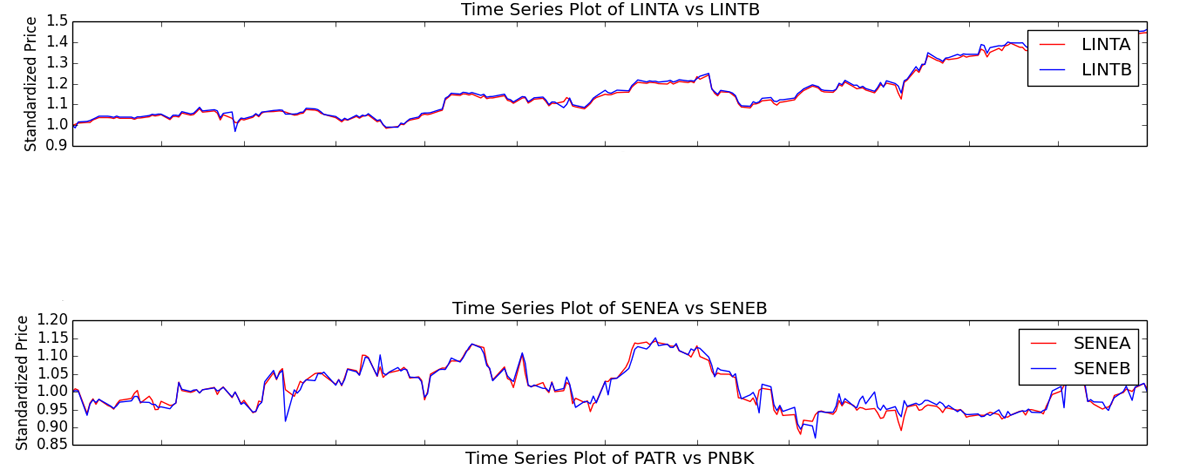 Time Series Plot of LINTA vs LINTB
Standardized Price
1.5
1.4
1.3
1.2
1.1
1.0
0.9
LINTA
LINTB
Time Series Plot of SENEA vs SENEB
Standardized Price
1.20
1.15
1.10
1.05
1.00
0.95
0.90
0.85
SENEA
SENEB
Time Series Plot of PATR vs PNBK